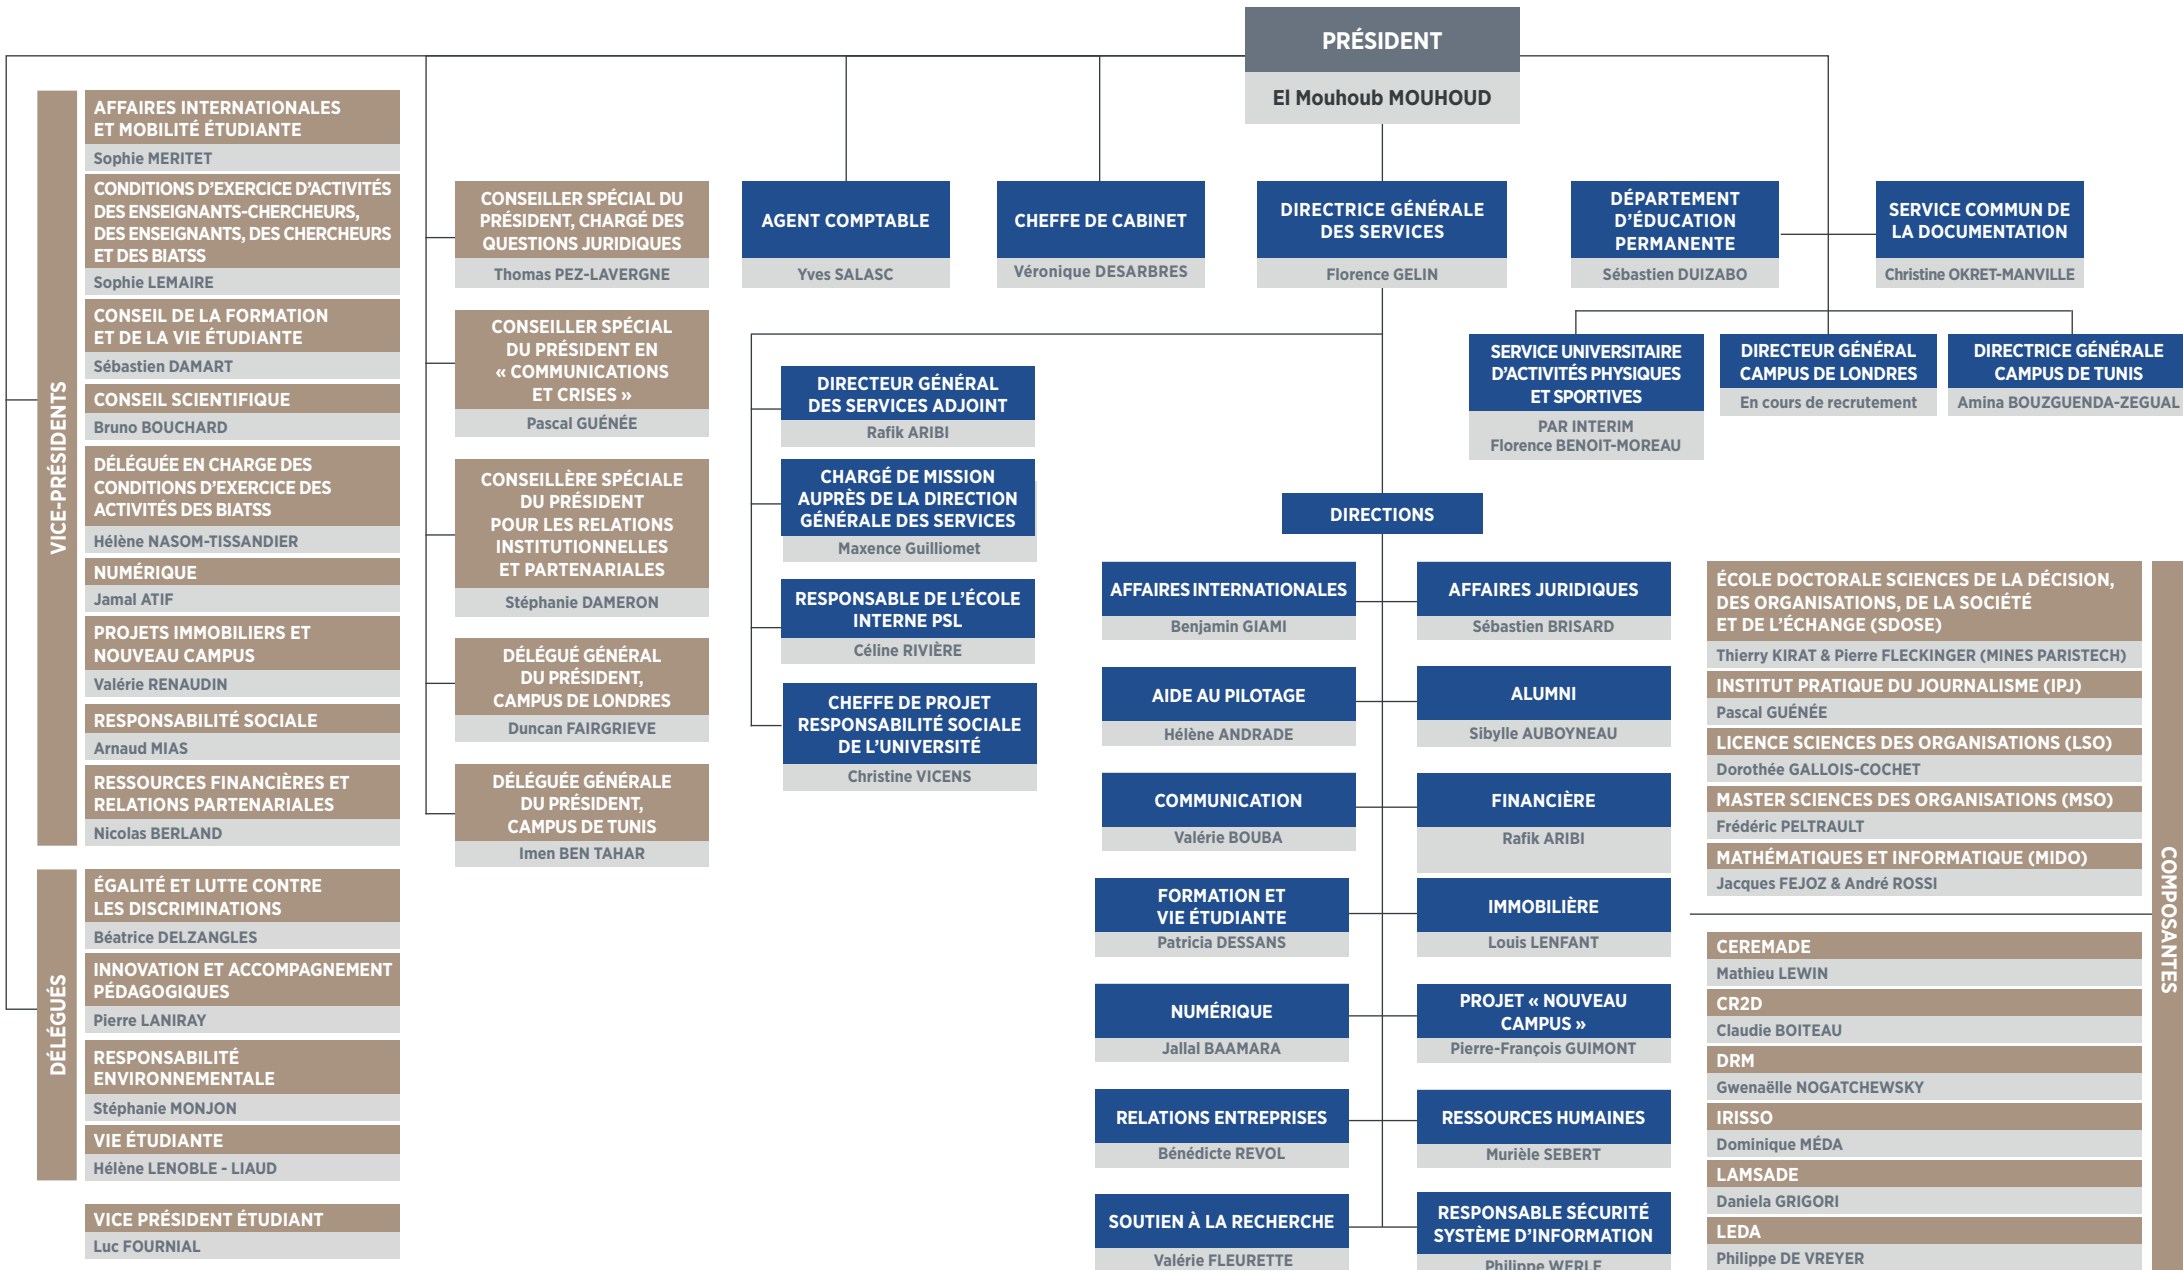 PRÉSIDENT
El Mouhoub MOUHOUD
VICE-PRÉSIDENTS
AFFAIRES INTERNATIONALES
ET MOBILITÉ ÉTUDIANTE
Sophie MERITET
CONDITIONS D'EXERCICE D'ACTIVITÉS
DES ENSEIGNANTS-CHERCHEURS,
DES ENSEIGNANTS, DES CHERCHEURS
ET DES BIATSS
Sophie LEMAIRE
CONSEIL DE LA FORMATION
ET DE LA VIE ÉTUDIANTE
Sébastien DAMART
CONSEIL SCIENTIFIQUE
Bruno BOUCHARD
DÉLÉGUÉE EN CHARGE DES
CONDITIONS D'EXERCICE DES
ACTIVITÉS DES BIATSS
Hélène NASOM-TISSANDIER
NUMÉRIQUE
Jamal ATIF
PROJETS IMMOBILIERS ET
NOUVEAU CAMPUS
Valérie RENAUDIN
RESPONSABILITÉ SOCIALE
Arnaud MIAS
RESSOURCES FINANCIÈRES ET
RELATIONS PARTENARIALES
Nicolas BERLAND
DÉLÉGUÉS
ÉGALITÉ ET LUTTE CONTRE
LES DISCRIMINATIONS
Béatrice DELZANGLES
INNOVATION ET ACCOMPAGNEMENT
PÉDAGOGIQUES
Pierre LANIRAY
RESPONSABILITÉ
ENVIRONNEMENTALE
Stéphanie MONJON
VIE ÉTUDIANTE
Hélène LENOBLE - LIAUD
VICE PRÉSIDENT ÉTUDIANT
Luc FOURNIAL
CONSEILLER SPÉCIAL DU
PRÉSIDENT, CHARGÉ DES
QUESTIONS JURIDIQUES
Thomas PEZ-LAVERGNE
CONSEILLER SPÉCIAL
DU PRÉSIDENT EN
« COMMUNICATIONS
ET CRISES »
Pascal GUÉNÉE
CONSEILLÈRE SPÉCIALE
DU PRÉSIDENT
POUR LES RELATIONS
INSTITUTIONNELLES
ET PARTENARIALES
Stéphanie DAMERON
DÉLÉGUÉ GÉNÉRAL
DU PRÉSIDENT,
CAMPUS DE LONDRES
Duncan FAIRGRIEVE
DÉLÉGUÉE GÉNÉRALE
DU PRÉSIDENT,
CAMPUS DE TUNIS
Imen BEN TAHAR
AGENT COMPTABLE
Yves SALASC
CHEFFE DE CABINET
Véronique DESARBRES
DIRECTRICE GÉNÉRALE
DES SERVICES
Florence GELIN
DÉPARTEMENT
D'ÉDUCATION
PERMANENTE
Sébastien DUIZABO
SERVICE COMMUN DE
LA DOCUMENTATION
Christine OKRET-MANVILLE
SERVICE UNIVERSITAIRE
D'ACTIVITÉS PHYSIQUES
ET SPORTIVES
PAR INTERIM
Florence BENOIT-MOREAU
DIRECTEUR GÉNÉRAL
CAMPUS DE LONDRES
En cours de recrutement
DIRECTRICE GÉNÉRALE
CAMPUS DE TUNIS
Amina BOUZGUENDA-ZEGUAL
DIRECTEUR GÉNÉRAL
DES SERVICES ADJOINT
Rafik ARIBI
CHARGÉ DE MISSION
AUPRÈS DE LA DIRECTION
GÉNÉRALE DES SERVICES
Maxence Guilliomet
RESPONSABLE DE L'ÉCOLE
INTERNE PSL
Céline RIVIÈRE
CHEFFE DE PROJET
RESPONSABILITÉ SOCIALE
DE L'UNIVERSITÉ
Christine VICENS
DIRECTIONS
AFFAIRES INTERNATIONALES
Benjamin GIAMI
AFFAIRES JURIDIQUES
Sébastien BRISARD
AIDE AU PILOTAGE
Hélène ANDRADE
ALUMNI
Sibylle AUBOYNEAU
COMMUNICATION
Valérie BOUBA
FINANCIÈRE
Rafik ARIBI
FORMATION ET
VIE ÉTUDIANTE
Patricia DESSANS
IMMOBILIÈRE
Louis LENFANT
NUMÉRIQUE
Jallal BAAMARA
PROJET « NOUVEAU
CAMPUS »
Pierre-François GUIMONT
RELATIONS ENTREPRISES
Bénédicte REVOL
RESSOURCES HUMAINES
Murièle SEBERT
SOUTIEN À LA RECHERCHE
Valérie FLEURETTE
RESPONSABLE SÉCURITÉ
SYSTÈME D'INFORMATION
Philippe WERLE
COMPOSANTES
ÉCOLE DOCTORALE SCIENCES DE LA DÉCISION,
DES ORGANISATIONS, DE LA SOCIÉTÉ
ET DE L'ÉCHANGE (SDOSE)
Thierry KIRAT & Pierre FLECKINGER (MINES PARISTECH)
INSTITUT PRATIQUE DU JOURNALISME (IPJ)
Pascal GUÉNÉE
LICENCE SCIENCES DES ORGANISATIONS (LSO)
Dorothée GALLOIS-COCHET
MASTER SCIENCES DES ORGANISATIONS (MSO)
Frédéric PELTRAULT
MATHÉMATIQUES ET INFORMATIQUE (MIDO)
Jacques FEJOZ & André ROSSI
CEREMADE
Mathieu LEWIN
CR2D
Claudie BOITEAU
DRM
Gwenaëlle NOGATCHEWSKY
IRISSO
Dominique MÉDA
LAMSADE
Daniela GRIGORI
LEDA
Philippe DE VREYER